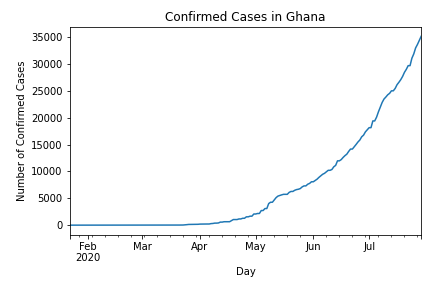 Confirmed Cases in Ghana
Number of Confirmed Cases
35000
30000
25000
20000
15000
10000
5000
0
Feb Mar Apr May Jun Jul
2020
Day